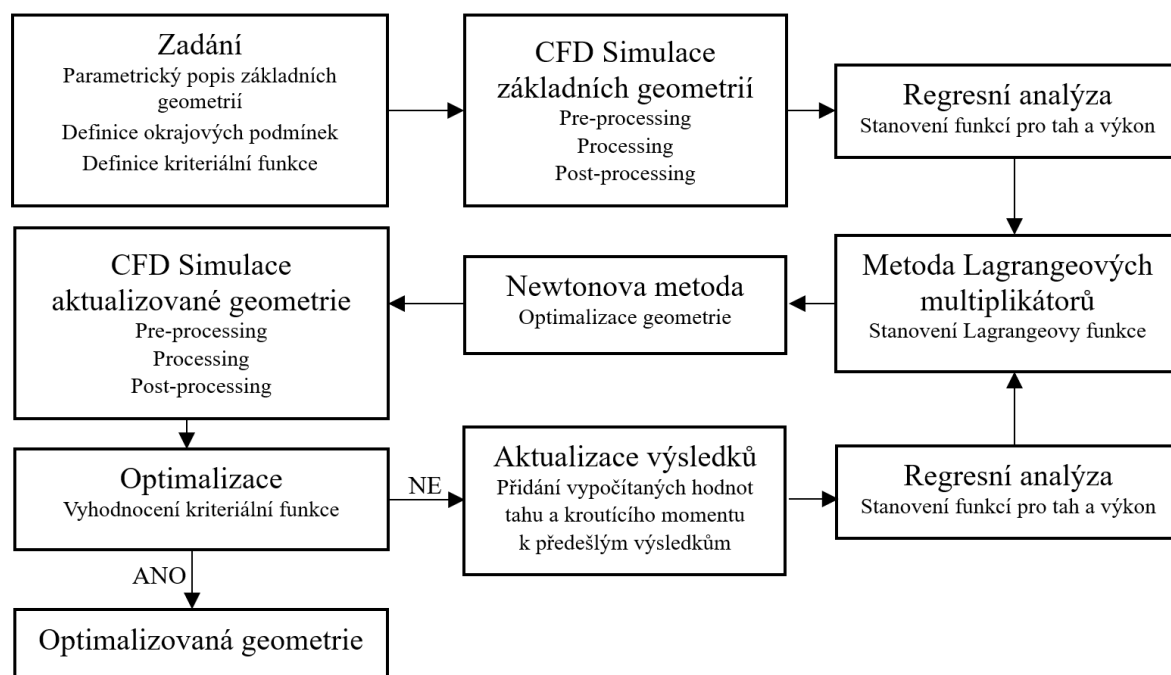 Zadání
Parametrický popis základních
geometrií
Definice okrajových podmínek
Definice kriteriální funkce
CFD Simulace
základních geometrií
Pre-processing
Processing
Post-processing
Regresní analýza
Stanovení funkcí pro tah a výkon
CFD Simulace
aktualizované geometrie
Pre-processing
Processing
Post-processing
Newtonova metoda
Optimalizace geometrie
Metoda Lagrangeových
multiplikátorů
Stanovení Lagrangeovy funkce
Optimalizace
Vyhodnocení kriteriální funkce
NE
Aktualizace výsledků
Přidání vypočítaných hodnot
tahu a kroutícího momentu
k předešlým výsledkům
Regresní analýza
Stanovení funkcí pro tah a výkon
ANO
Optimalizovaná geometrie